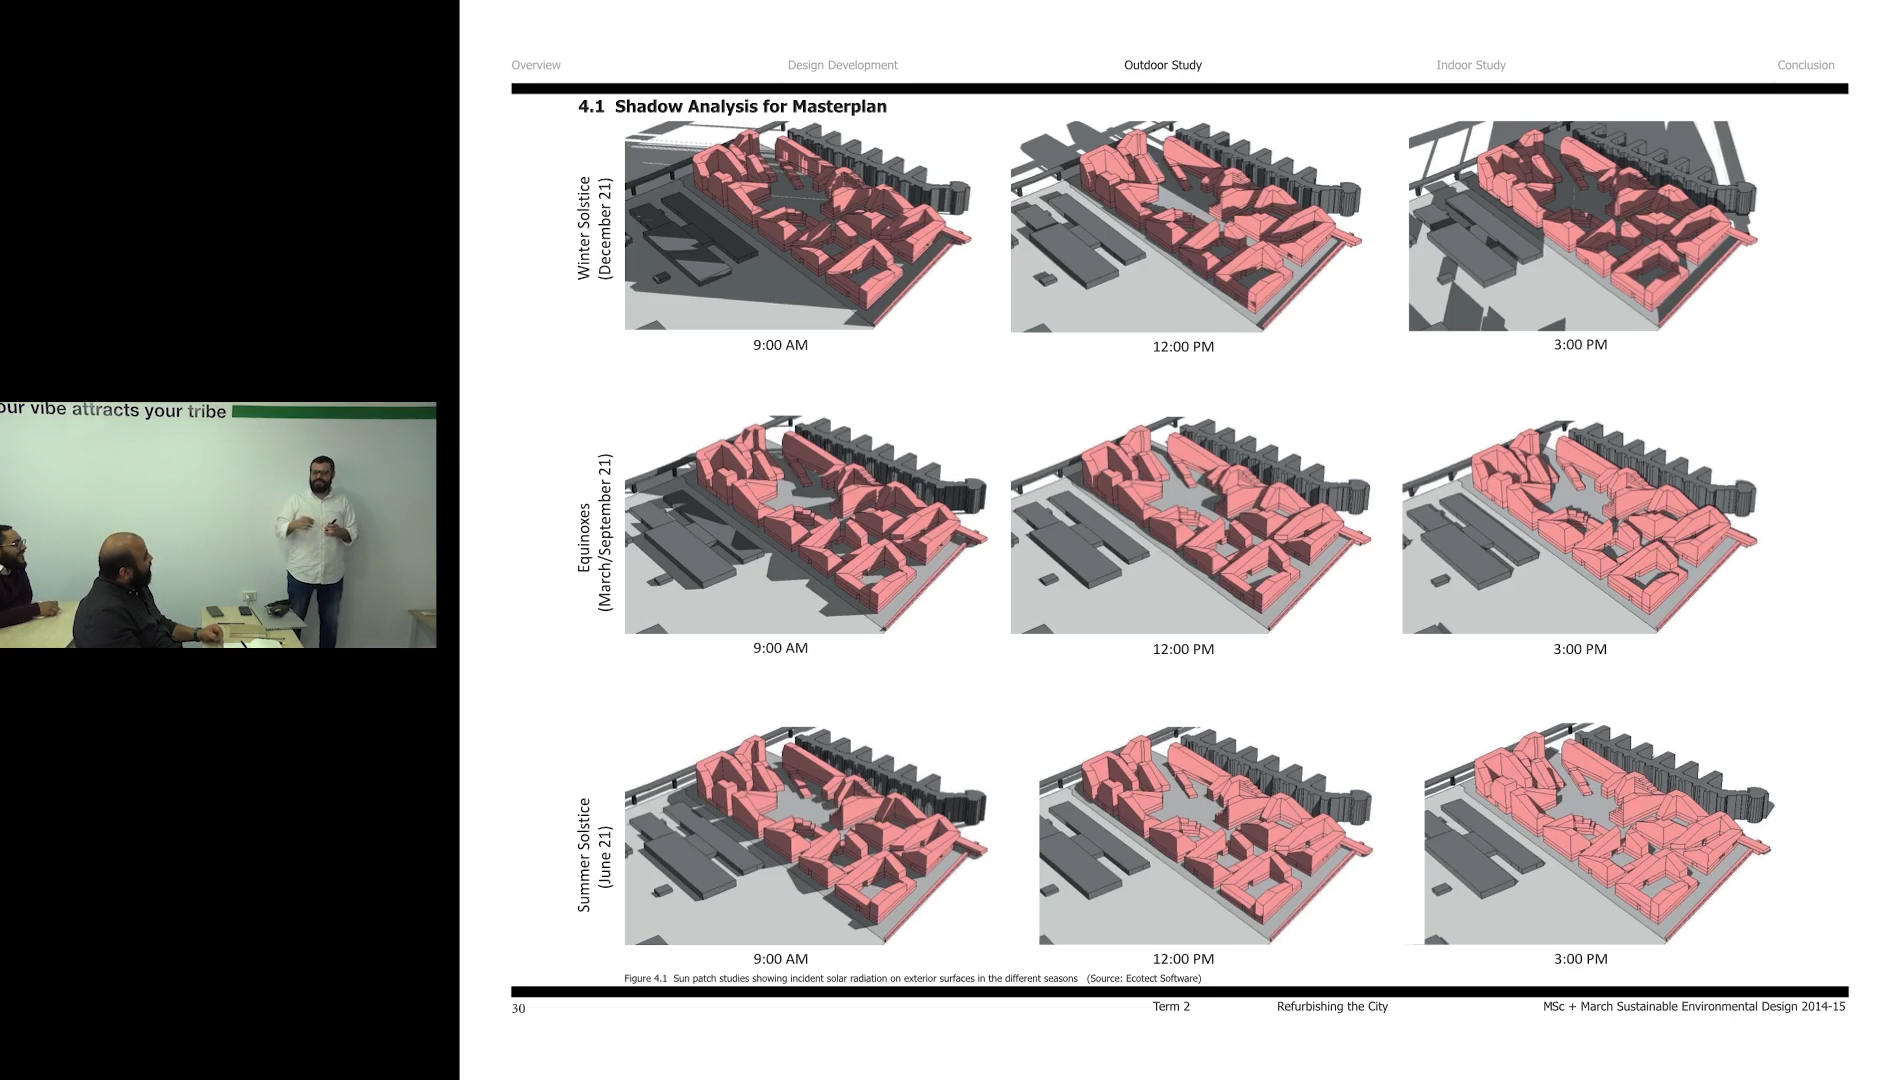 our vibe attracts your tribe
Overview
Design Development
Outdoor Study
Indoor Study
Conclusion
4.1 Shadow Analysis for Masterplan
Winter Solstice
(December 21)
9:00 AM
12:00 PM
3:00 PM
Equinoxes
(March/September 21)
9:00 AM
12:00 PM
3:00 PM
Summer Solstice
(June 21)
9:00 AM
12:00 PM
3:00 PM
Figure 4.1 Sun patch studies showing incident solar radiation on exterior surfaces in the different seasons (Source: Ecotect Software)
30
Term 2
Refurbishing the City
MSc + March Sustainable Environmental Design 2014-15